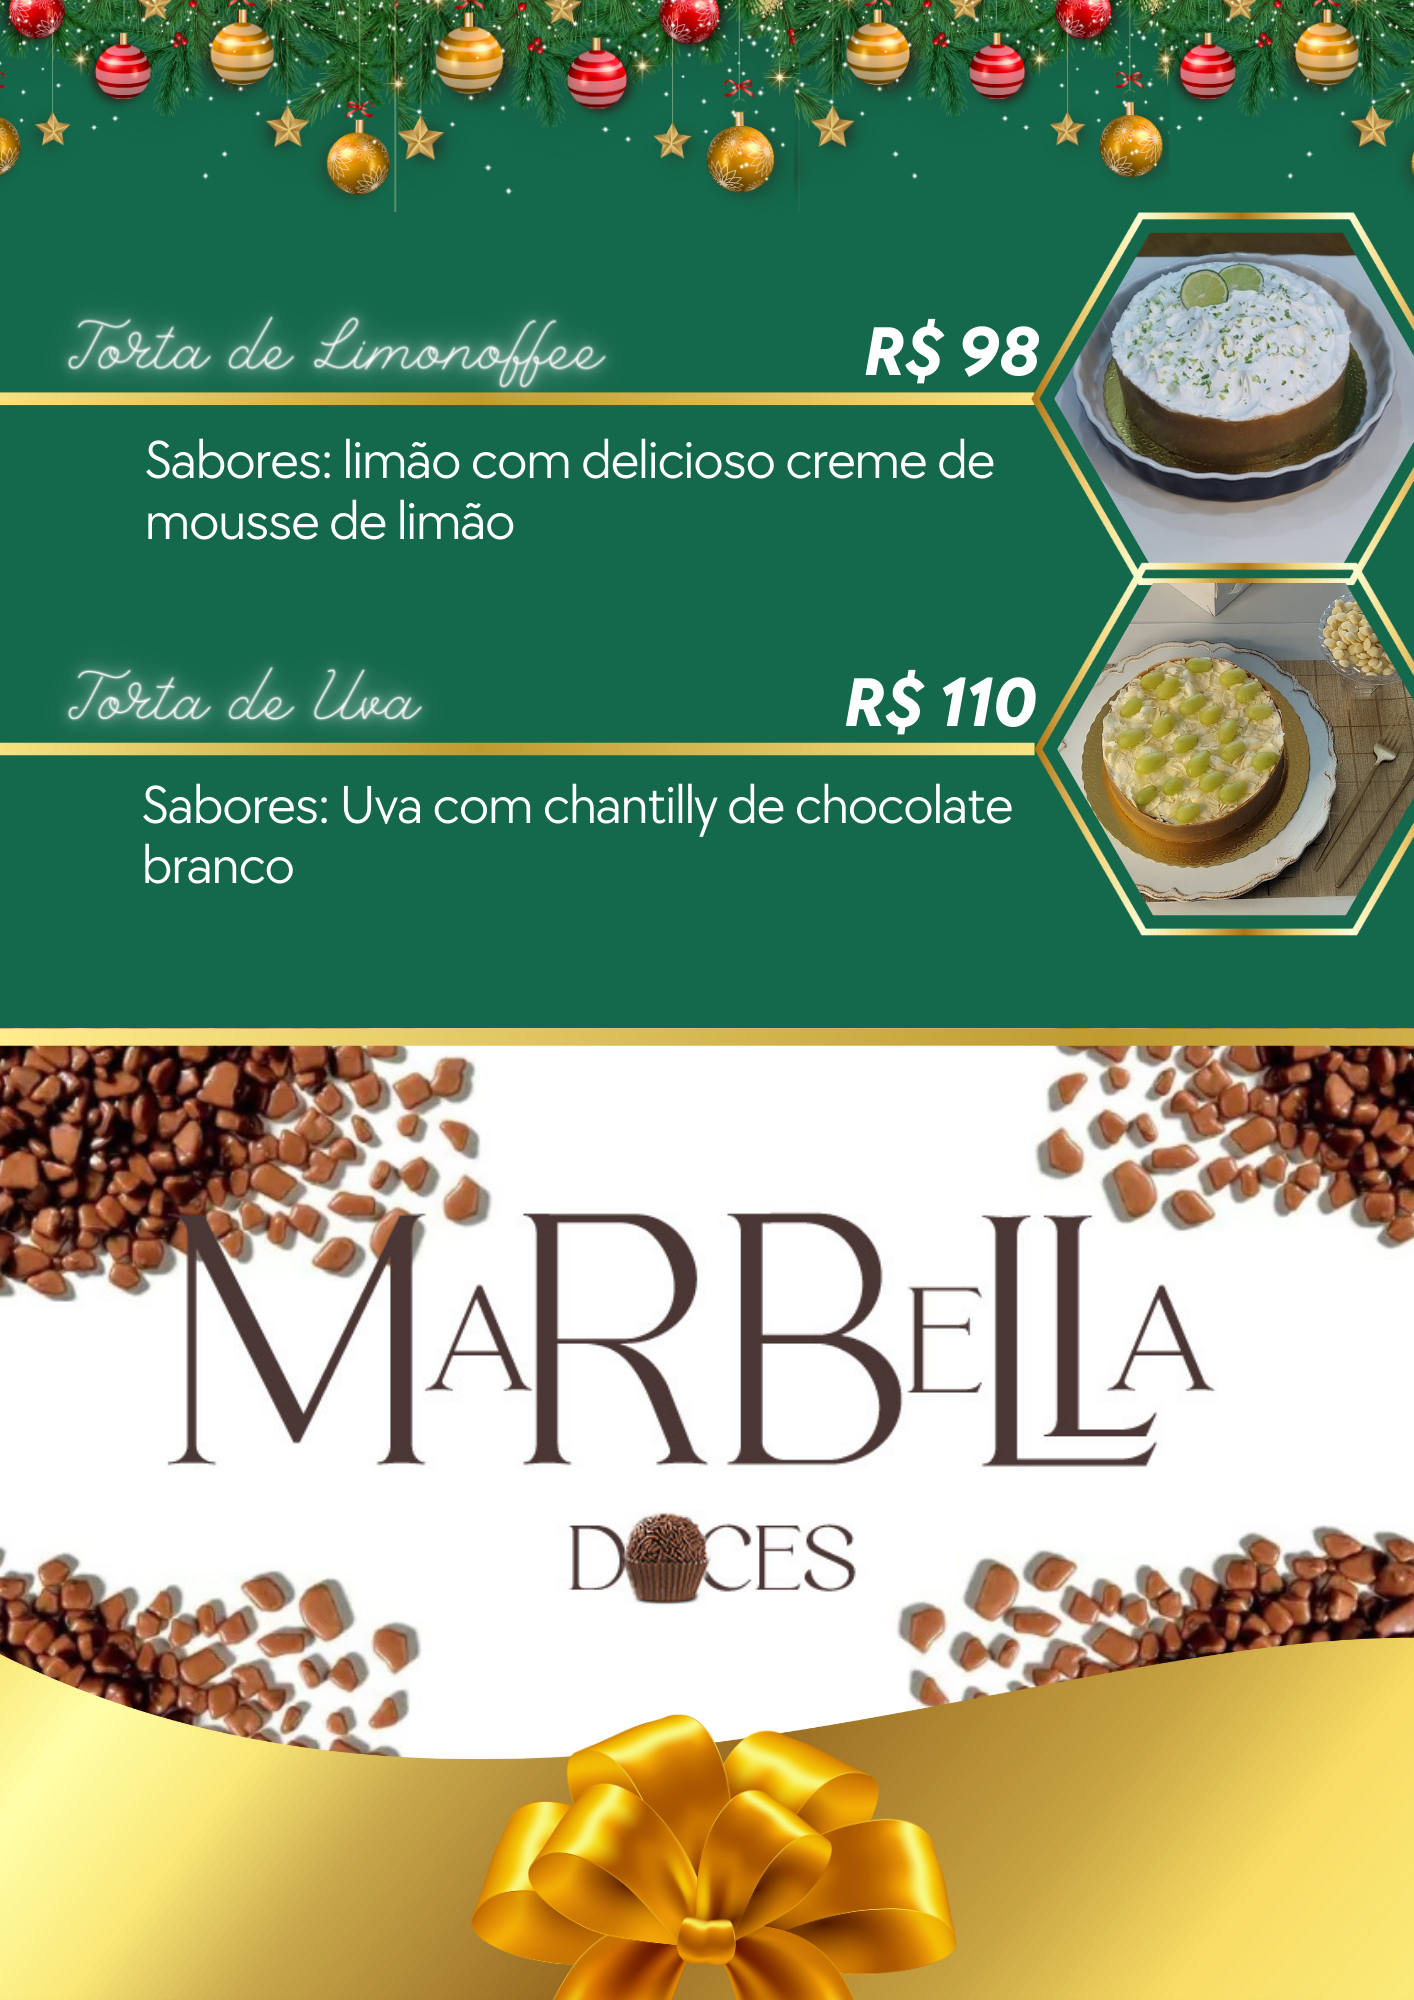 Torta de Limonoffee
R$ 98
Sabores: limão com delicioso creme de
mousse de limão
Torta de Uva
R$ 110
Sabores: Uva com chantilly de chocolate
branco
MARBELLA
DOCES